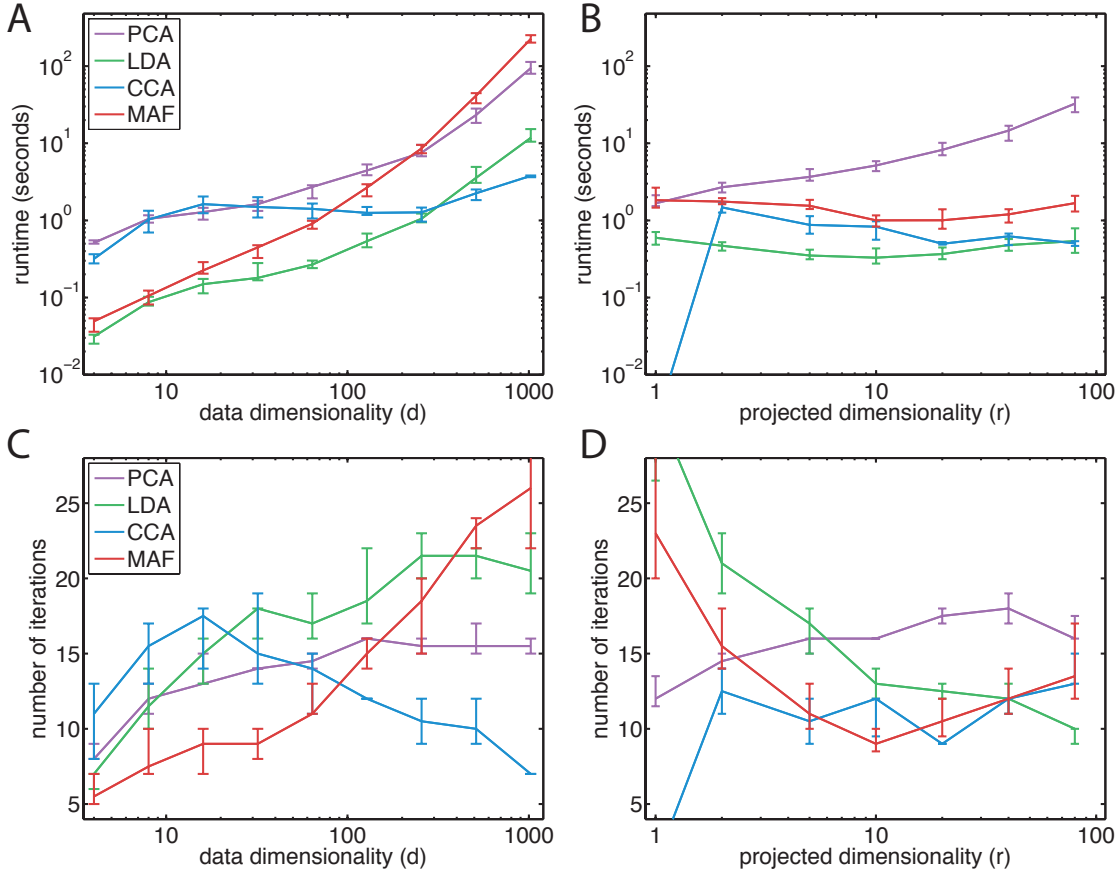 A
PCA
LDA
CCA
MAF
runtime (seconds)
10^2
10^1
10^0
10^−1
10^−2
10
100
1000
data dimensionality (d)
B
runtime (seconds)
10^2
10^1
10^0
10^−1
10^−2
1
10
100
projected dimensionality (r)
C
PCA
LDA
CCA
MAF
number of iterations
25
20
15
10
5
10
100
1000
data dimensionality (d)
D
number of iterations
25
20
15
10
5
1
10
100
projected dimensionality (r)